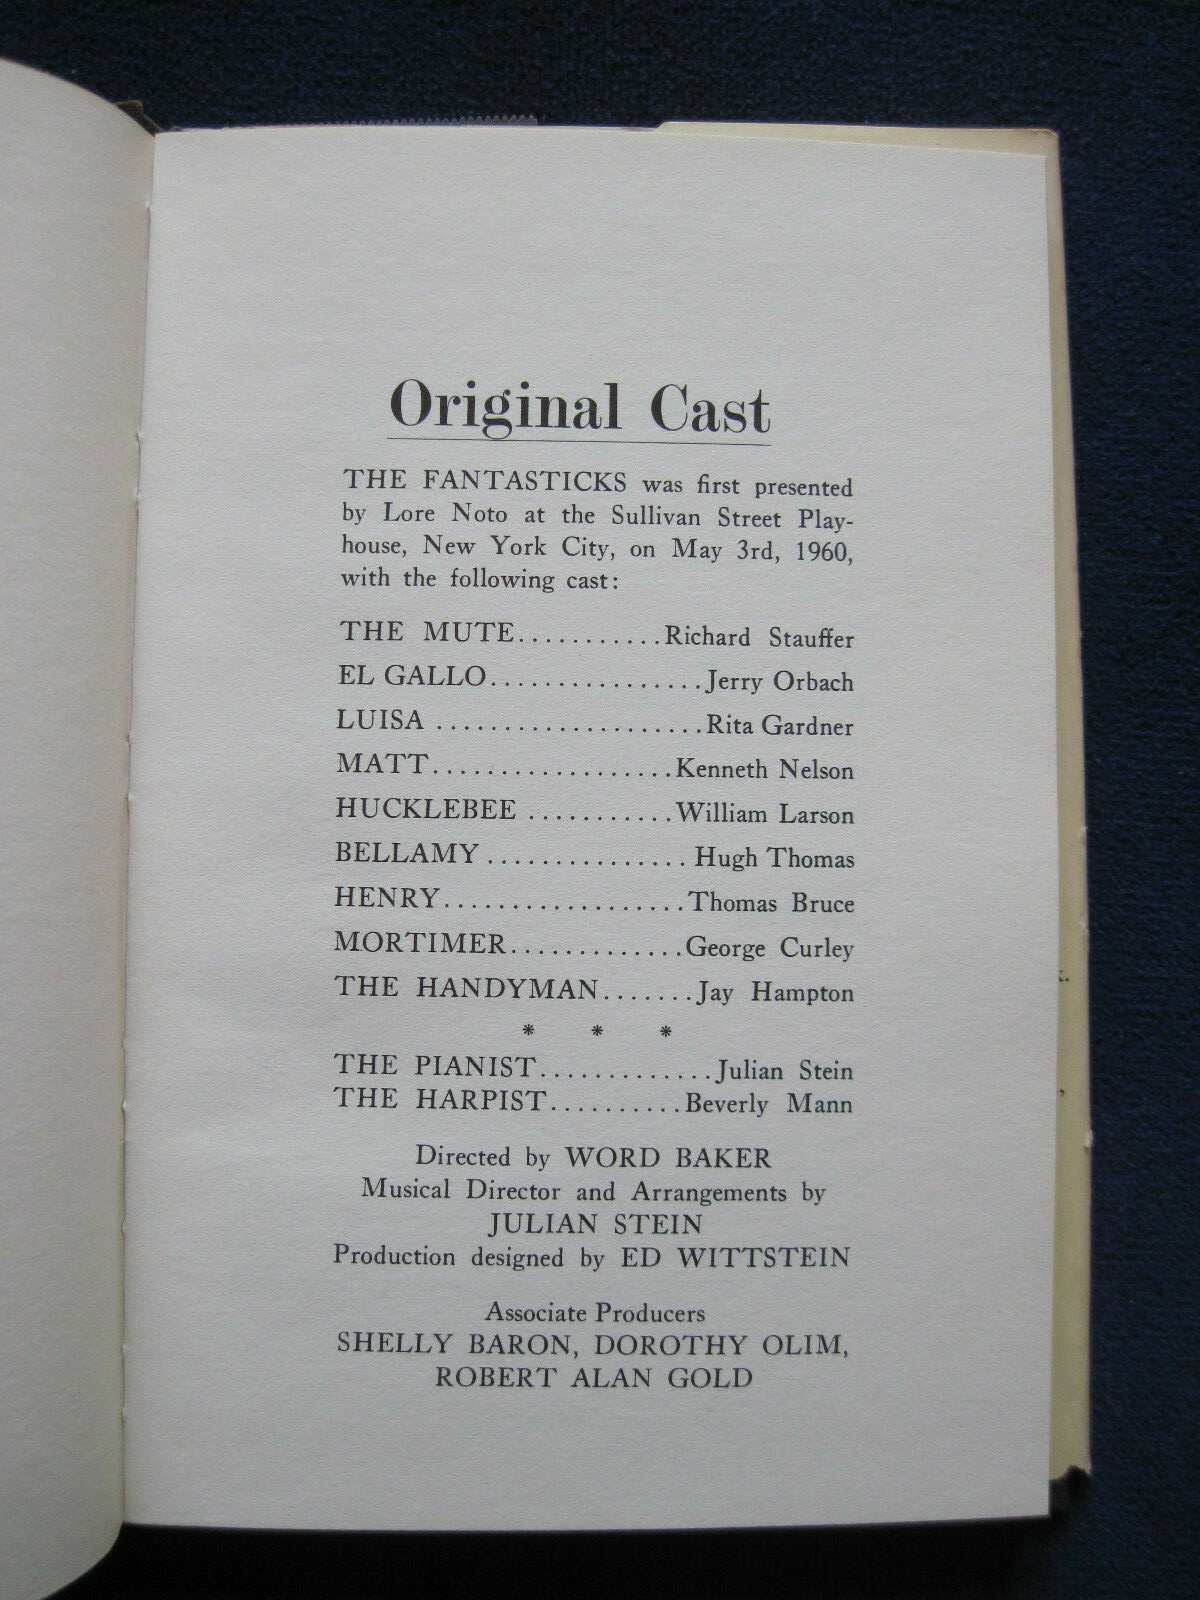 Original Cast
THE FANTASTICKS was first presented
by Lore Noto at the Sullivan Street Play-
house, New York City, on May 3rd, 1960,
with the following cast:
THE MUTE...........Richard Stauffer
EL GALLO................Jerry Orbach
LUISA ....................Rita Gardner
MATT..................Kenneth Nelson
HUCKLEBEE ...........William Larson
BELLAMY ............... Hugh Thomas
HENRY..................Thomas Bruce
MORTIMER.............George Curley
THE HANDYMAN.......Jay Hampton
* * *
THE PIANIST.............Julian Stein
THE HARPIST..........Beverly Mann
Directed by WORD BAKER
Musical Director and Arrangements by
JULIAN STEIN
Production designed by ED WITTSTEIN
Associate Producers
SHELLY BARON, DOROTHY OLIM,
ROBERT ALAN GOLD